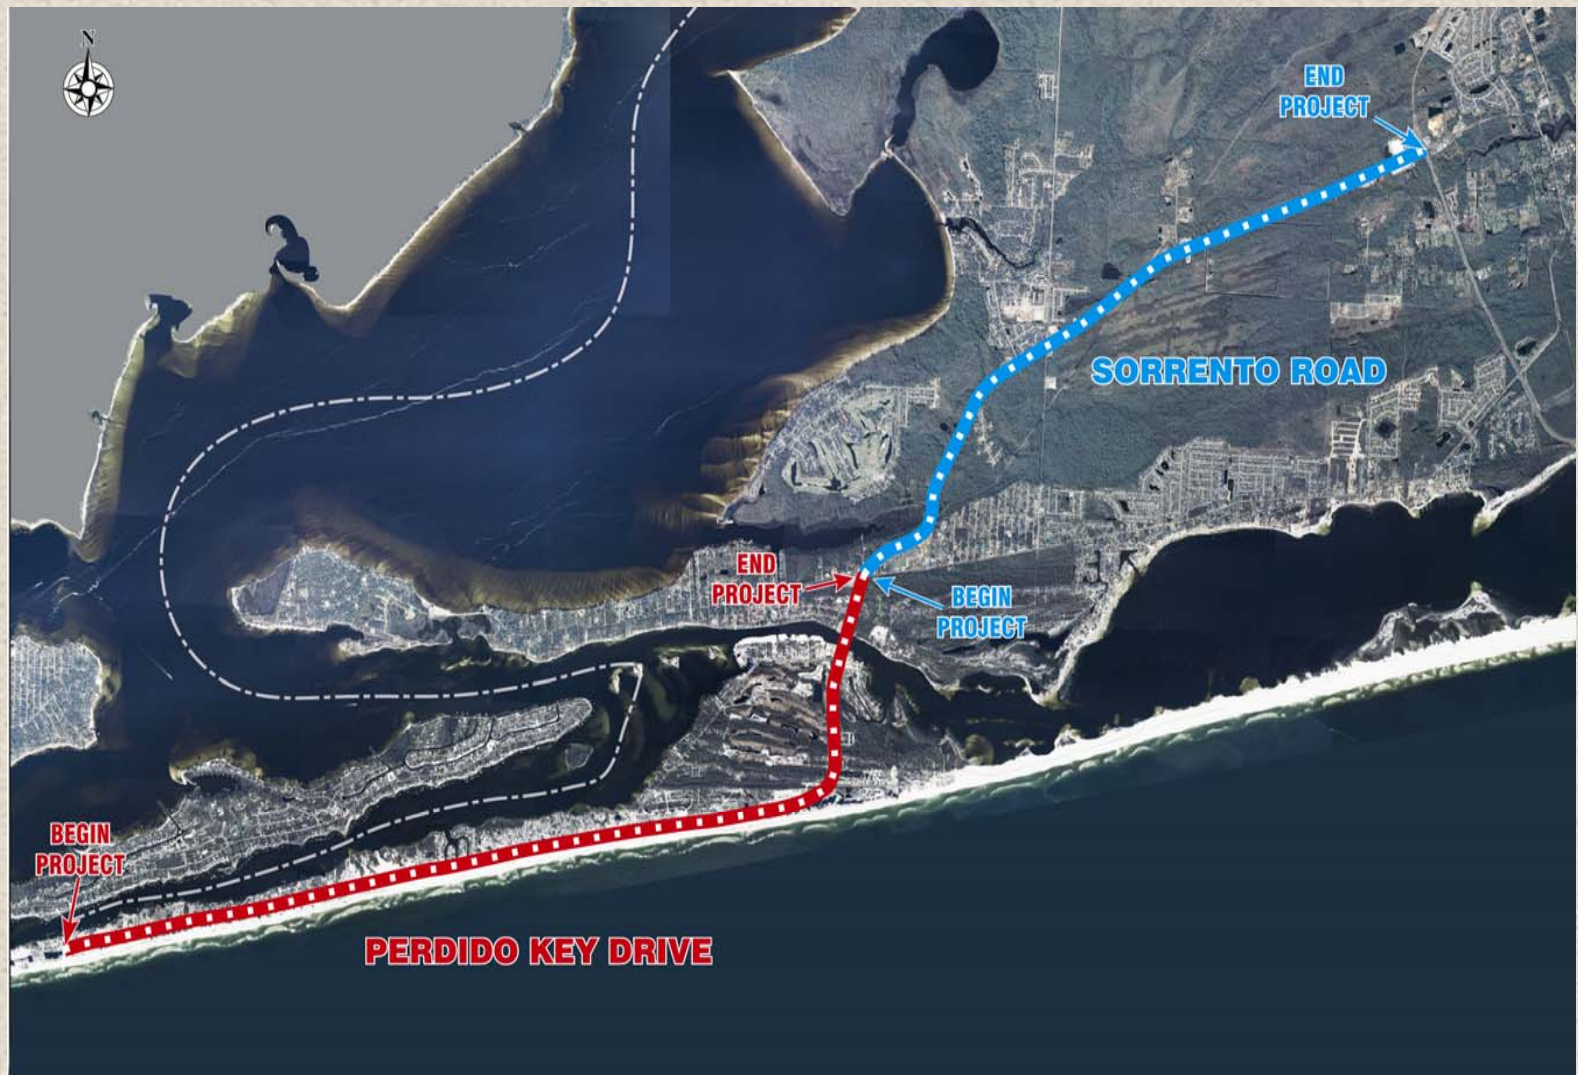 N
END
PROJECT
SORRENTO ROAD
END
PROJECT
BEGIN
PROJECT
BEGIN
PROJECT
PERDIDO KEY DRIVE